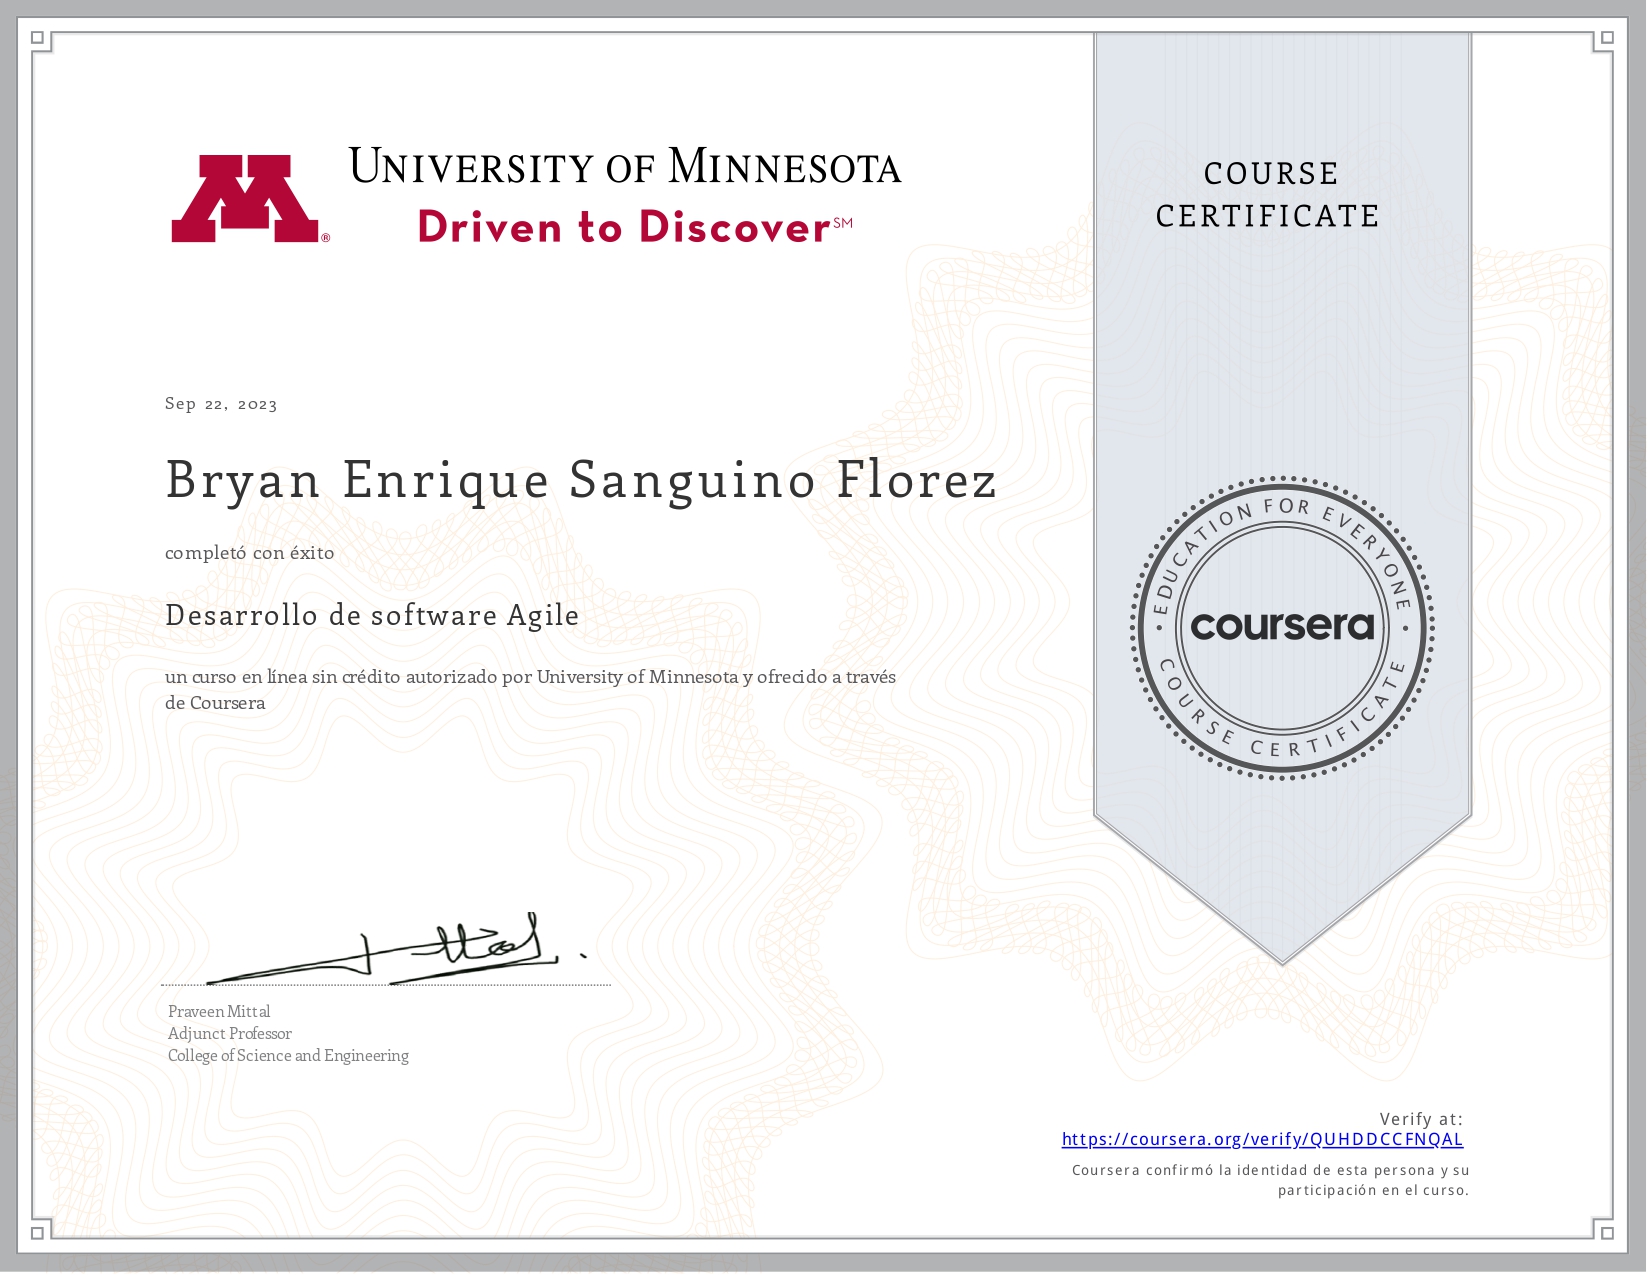 UNIVERSITY OF MINNESOTA
Driven to Discover℠
®
COURSE
CERTIFICATE
Sep 22, 2023
Bryan Enrique Sanguino Florez
completó con éxito
Desarrollo de software Agile
un curso en línea sin crédito autorizado por University of Minnesota y ofrecido a través
de Coursera
EDUCATION FOR EVERYONE
coursera
COURSE CERTIFICATE
Praveen Mittal
Adjunct Professor
College of Science and Engineering
Verify at:
https://coursera.org/verify/QUHDDCCFNQAL
Coursera confirmó la identidad de esta persona y su
participación en el curso.